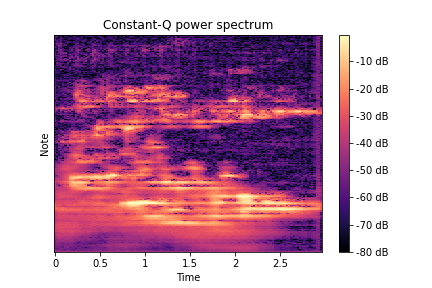 Constant-Q power spectrum
Note
0
0.5
1
1.5
2
2.5
Time
-10 dB
-20 dB
-30 dB
-40 dB
-50 dB
-60 dB
-70 dB
-80 dB